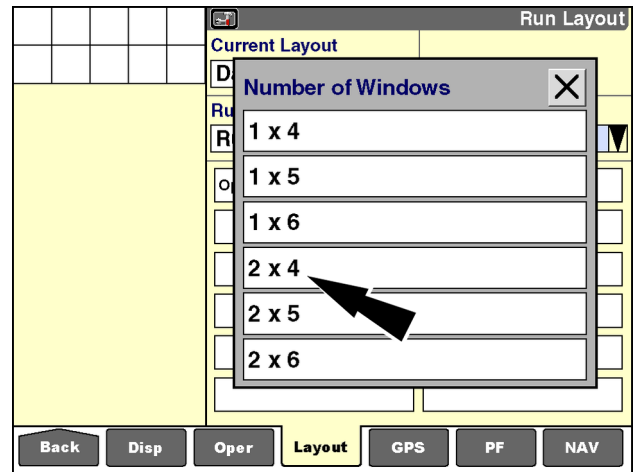 Run Layout
Current Layout
D
Number of Windows
Ru
R
1 x 4
1 x 5
1 x 6
2 x 4
2 x 5
2 x 6
Back Disp Oper Layout GPS PF NAV